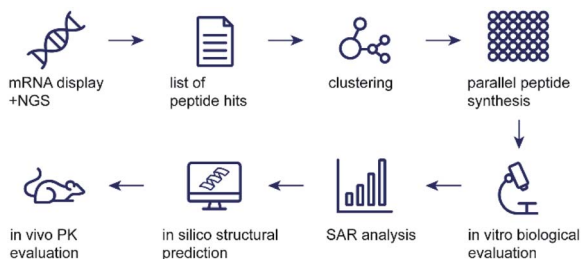 mRNA display
+NGS
list of
peptide hits
clustering
parallel peptide
synthesis
in vivo PK
evaluation
in silico structural
prediction
SAR analysis
in vitro biological
evaluation